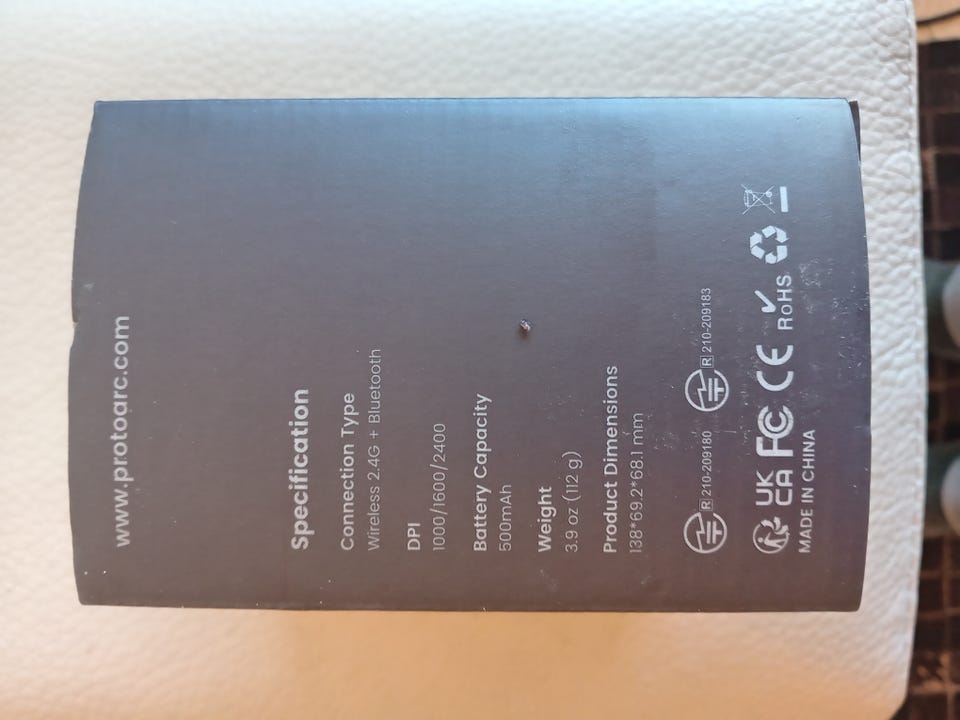 www.protoarc.com
Specification
Connection Type
Wireless 2.4G + Bluetooth
DPI
1000/1600/2400
Battery Capacity
500mAh
Weight
3.9 oz (112 g)
Product Dimensions
138*69.2*68.1 mm
R 210-209180 R 210-209183
UK CA FC CE RoHS
MADE IN CHINA